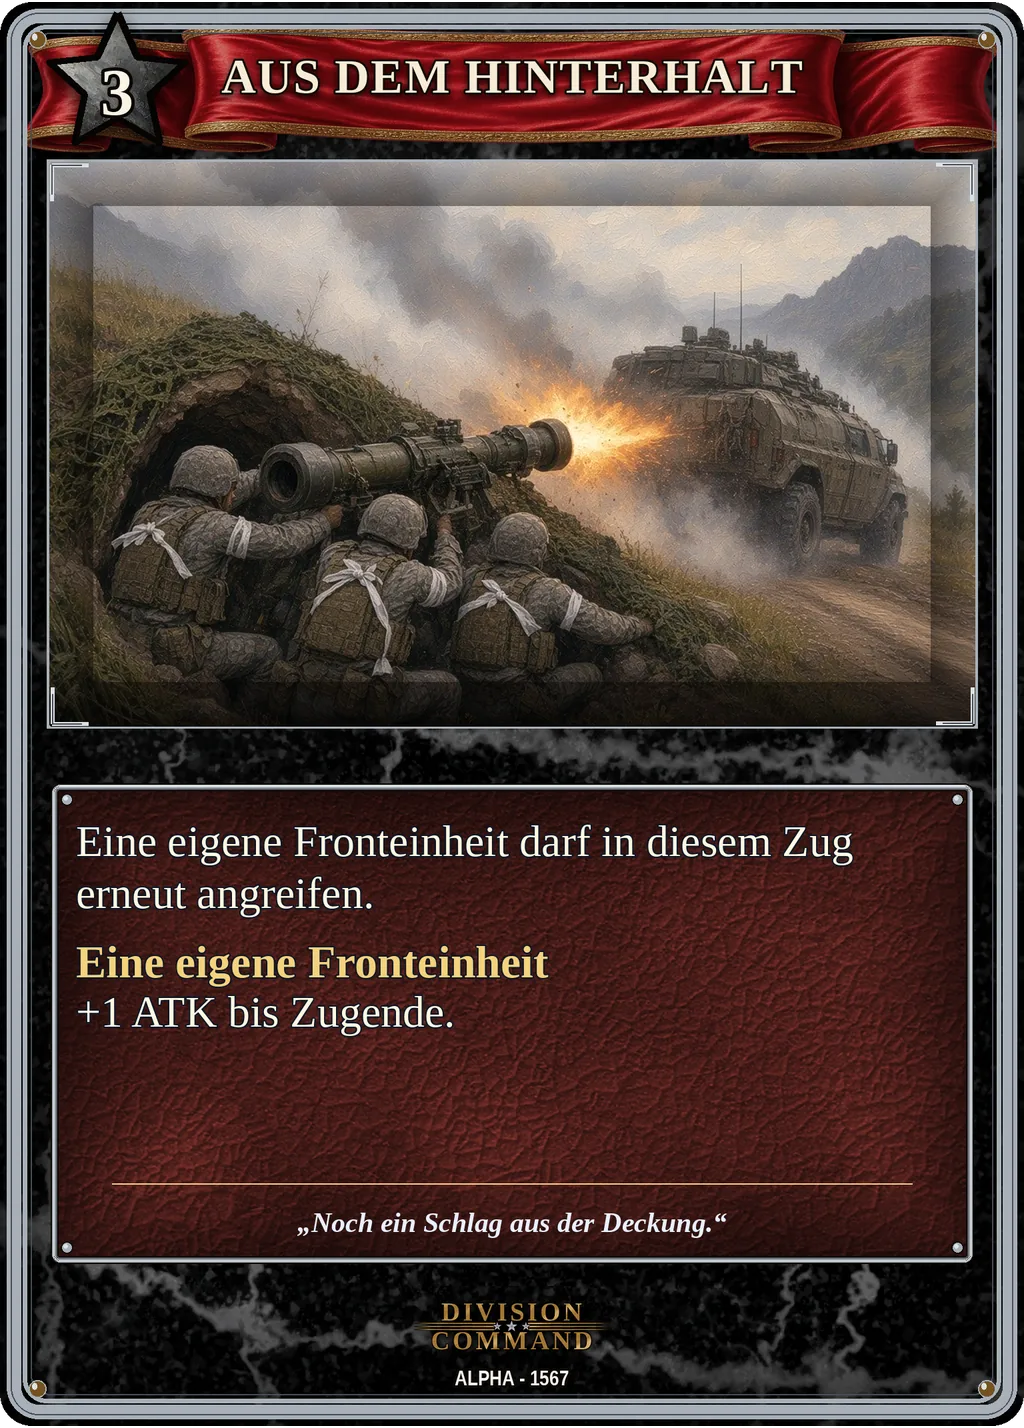 3
AUS DEM HINTERHALT
Eine eigene Fronteinheit darf in diesem Zug
erneut angreifen.
Eine eigene Fronteinheit
+1 ATK bis Zugende.
„Noch ein Schlag aus der Deckung.“
DIVISION
COMMAND
ALPHA - 1567